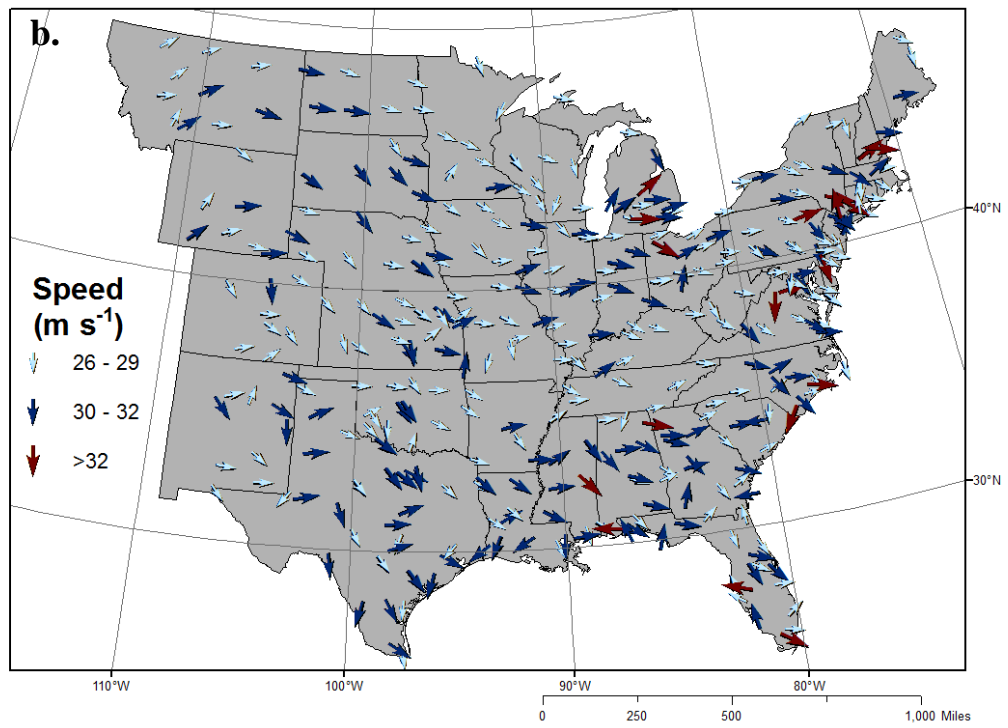 b.
40°N
Speed
(m s⁻¹)
26 - 29
30 - 32
>32
30°N
110°W
100°W
90°W
80°W
0
250
500
1,000 Miles